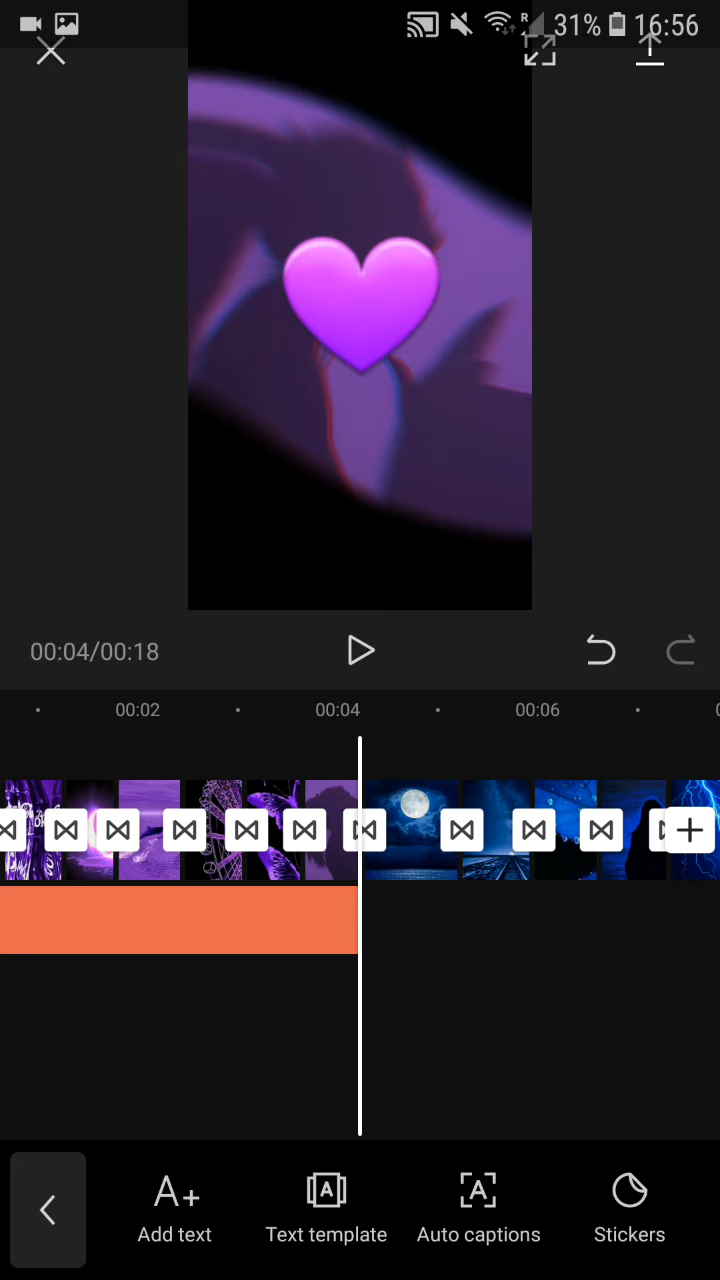 R 31% 16:56
00:04/00:18
00:02 00:04 00:06
Add text
Text template
Auto captions
Stickers